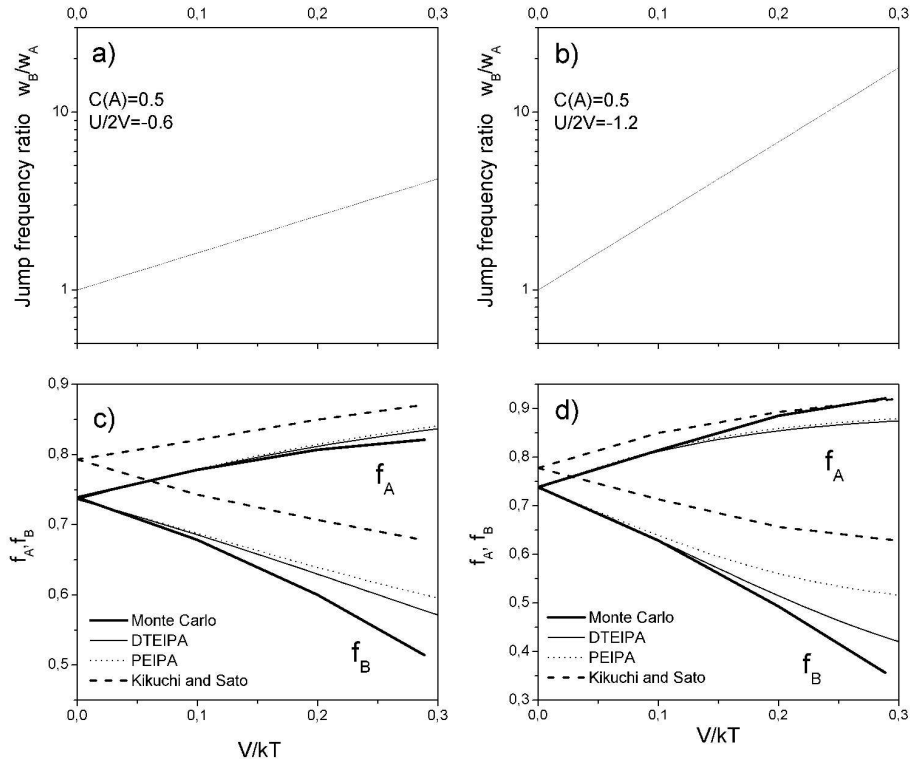 0,0 0,1 0,2 0,3
a)
C(A)=0.5
U/2V=-0.6
10
1
Jump frequency ratio w_B/w_A
0,0 0,1 0,2 0,3
b)
C(A)=0.5
U/2V=-1.2
10
1
Jump frequency ratio w_B/w_A
0,9
0,8
0,7
0,6
0,5
f_A,f_B
c)
f_A
f_B
Monte Carlo
DTEIPA
PEIPA
Kikuchi and Sato
0,0 0,1 0,2 0,3
V/kT
0,9
0,8
0,7
0,6
0,5
0,4
0,3
f_A, f_B
d)
f_A
f_B
Monte Carlo
DTEIPA
PEIPA
Kikuchi and Sato
0,0 0,1 0,2 0,3
V/kT